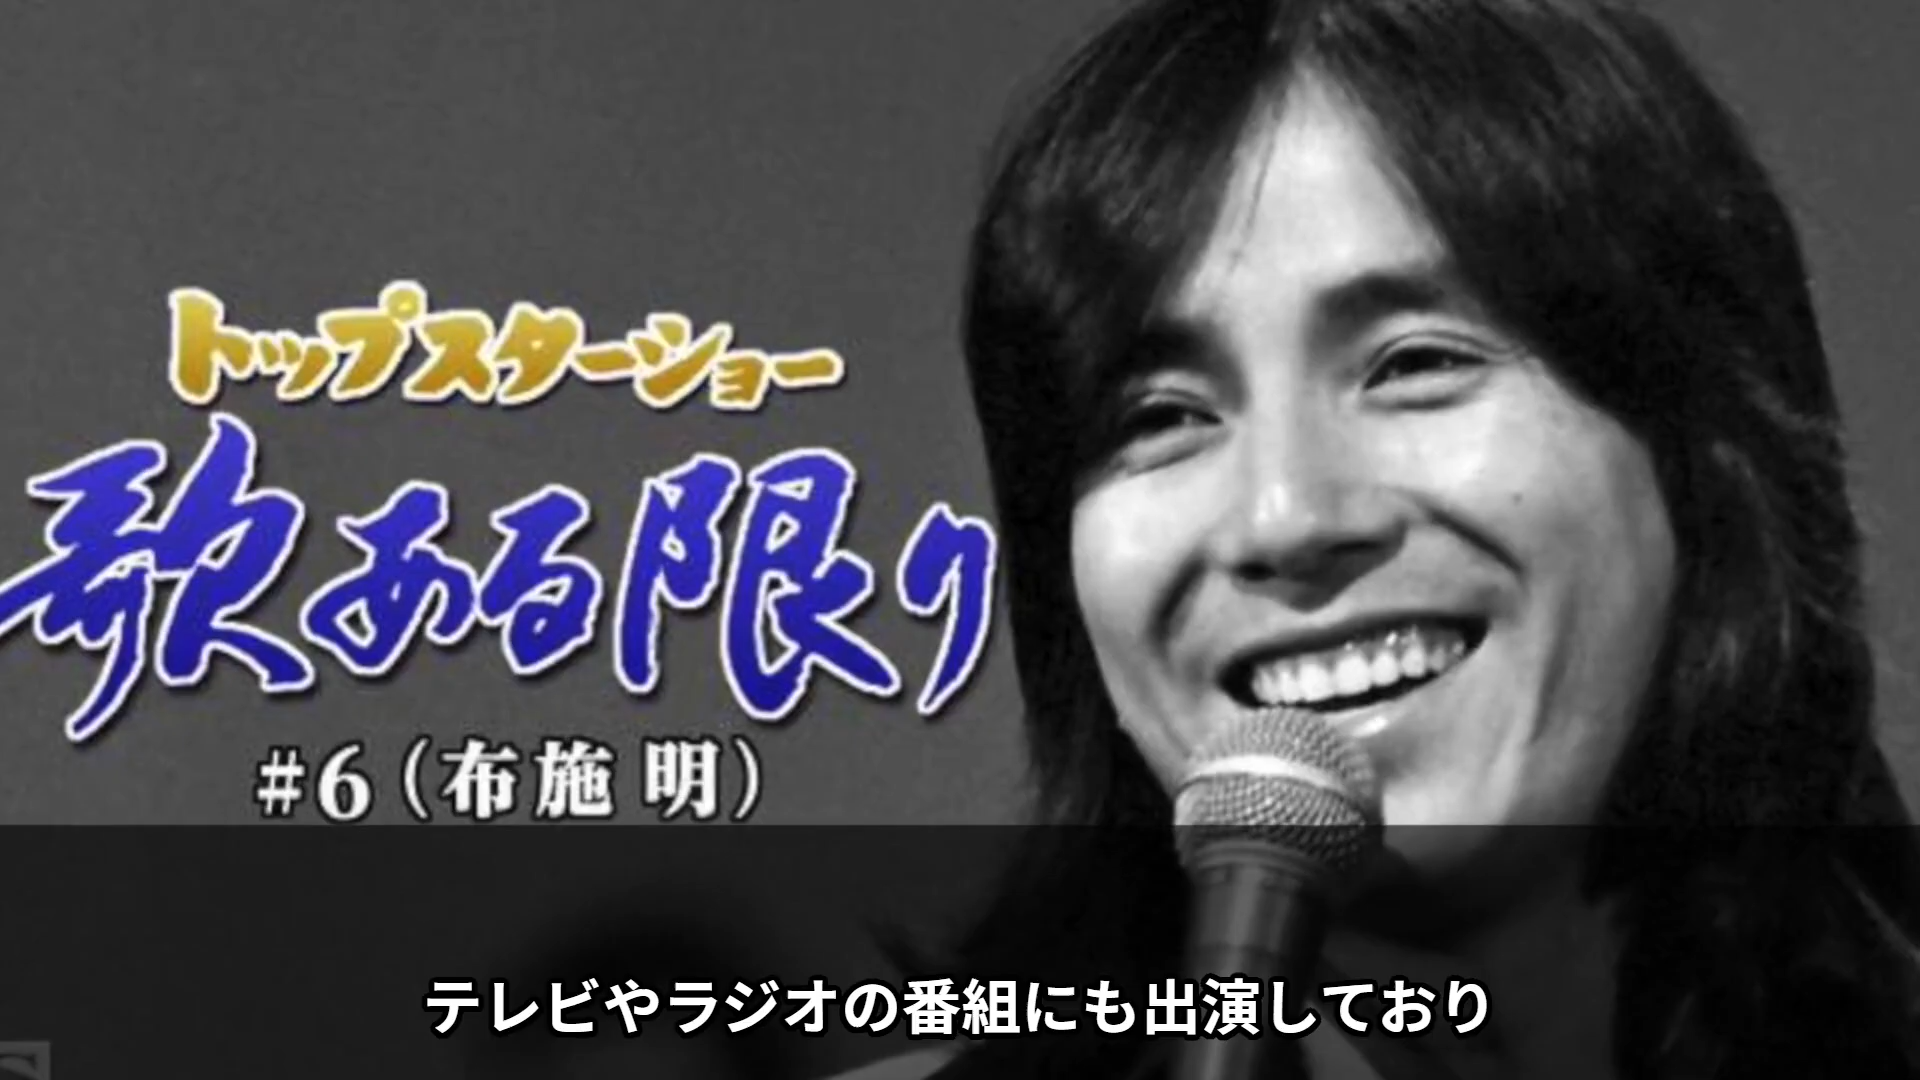 トップスターショー
歌ある限り
#6(布施 明)
テレビやラジオの番組にも出演しており
S